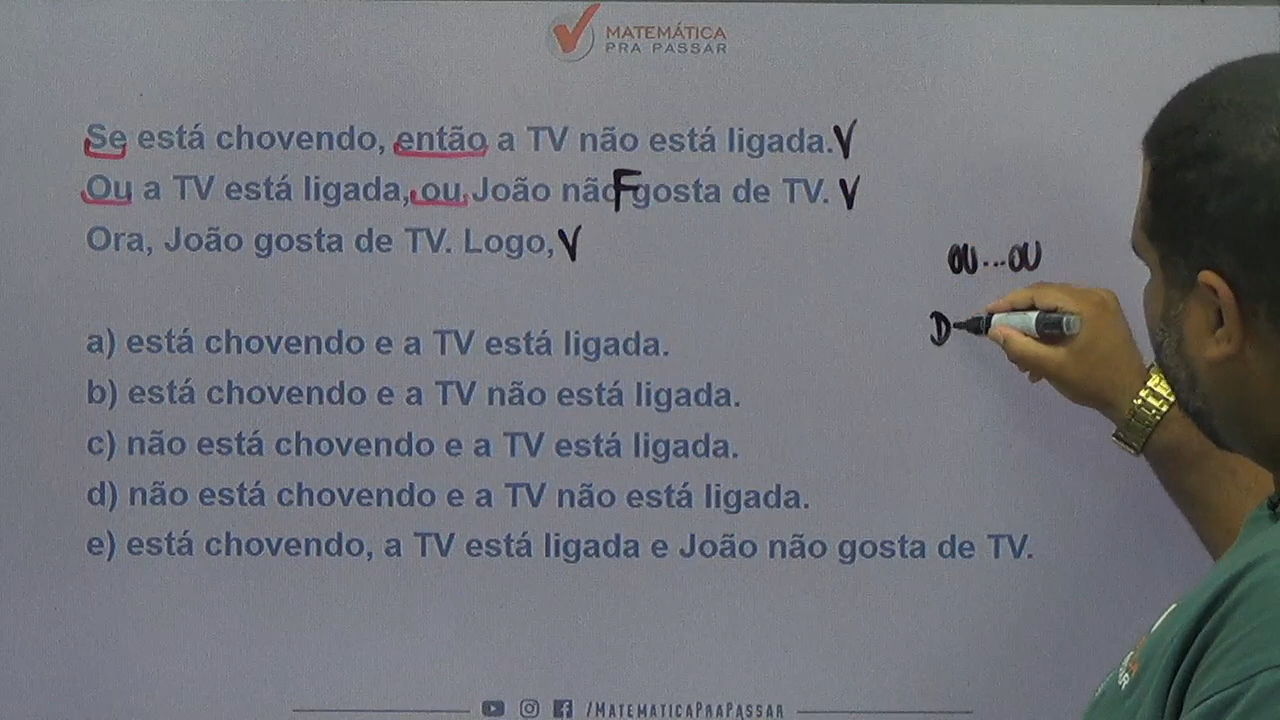 MATEMÁTICA
PRA PASSAR
Se está chovendo, então a TV não está ligada. V
Ou a TV está ligada, ou João não F gosta de TV. V
Ora, João gosta de TV. Logo, V
OU...OU
D
a) está chovendo e a TV está ligada.
b) está chovendo e a TV não está ligada.
c) não está chovendo e a TV está ligada.
d) não está chovendo e a TV não está ligada.
e) está chovendo, a TV está ligada e João não gosta de TV.
/MATEMATICAPRAPASSAR